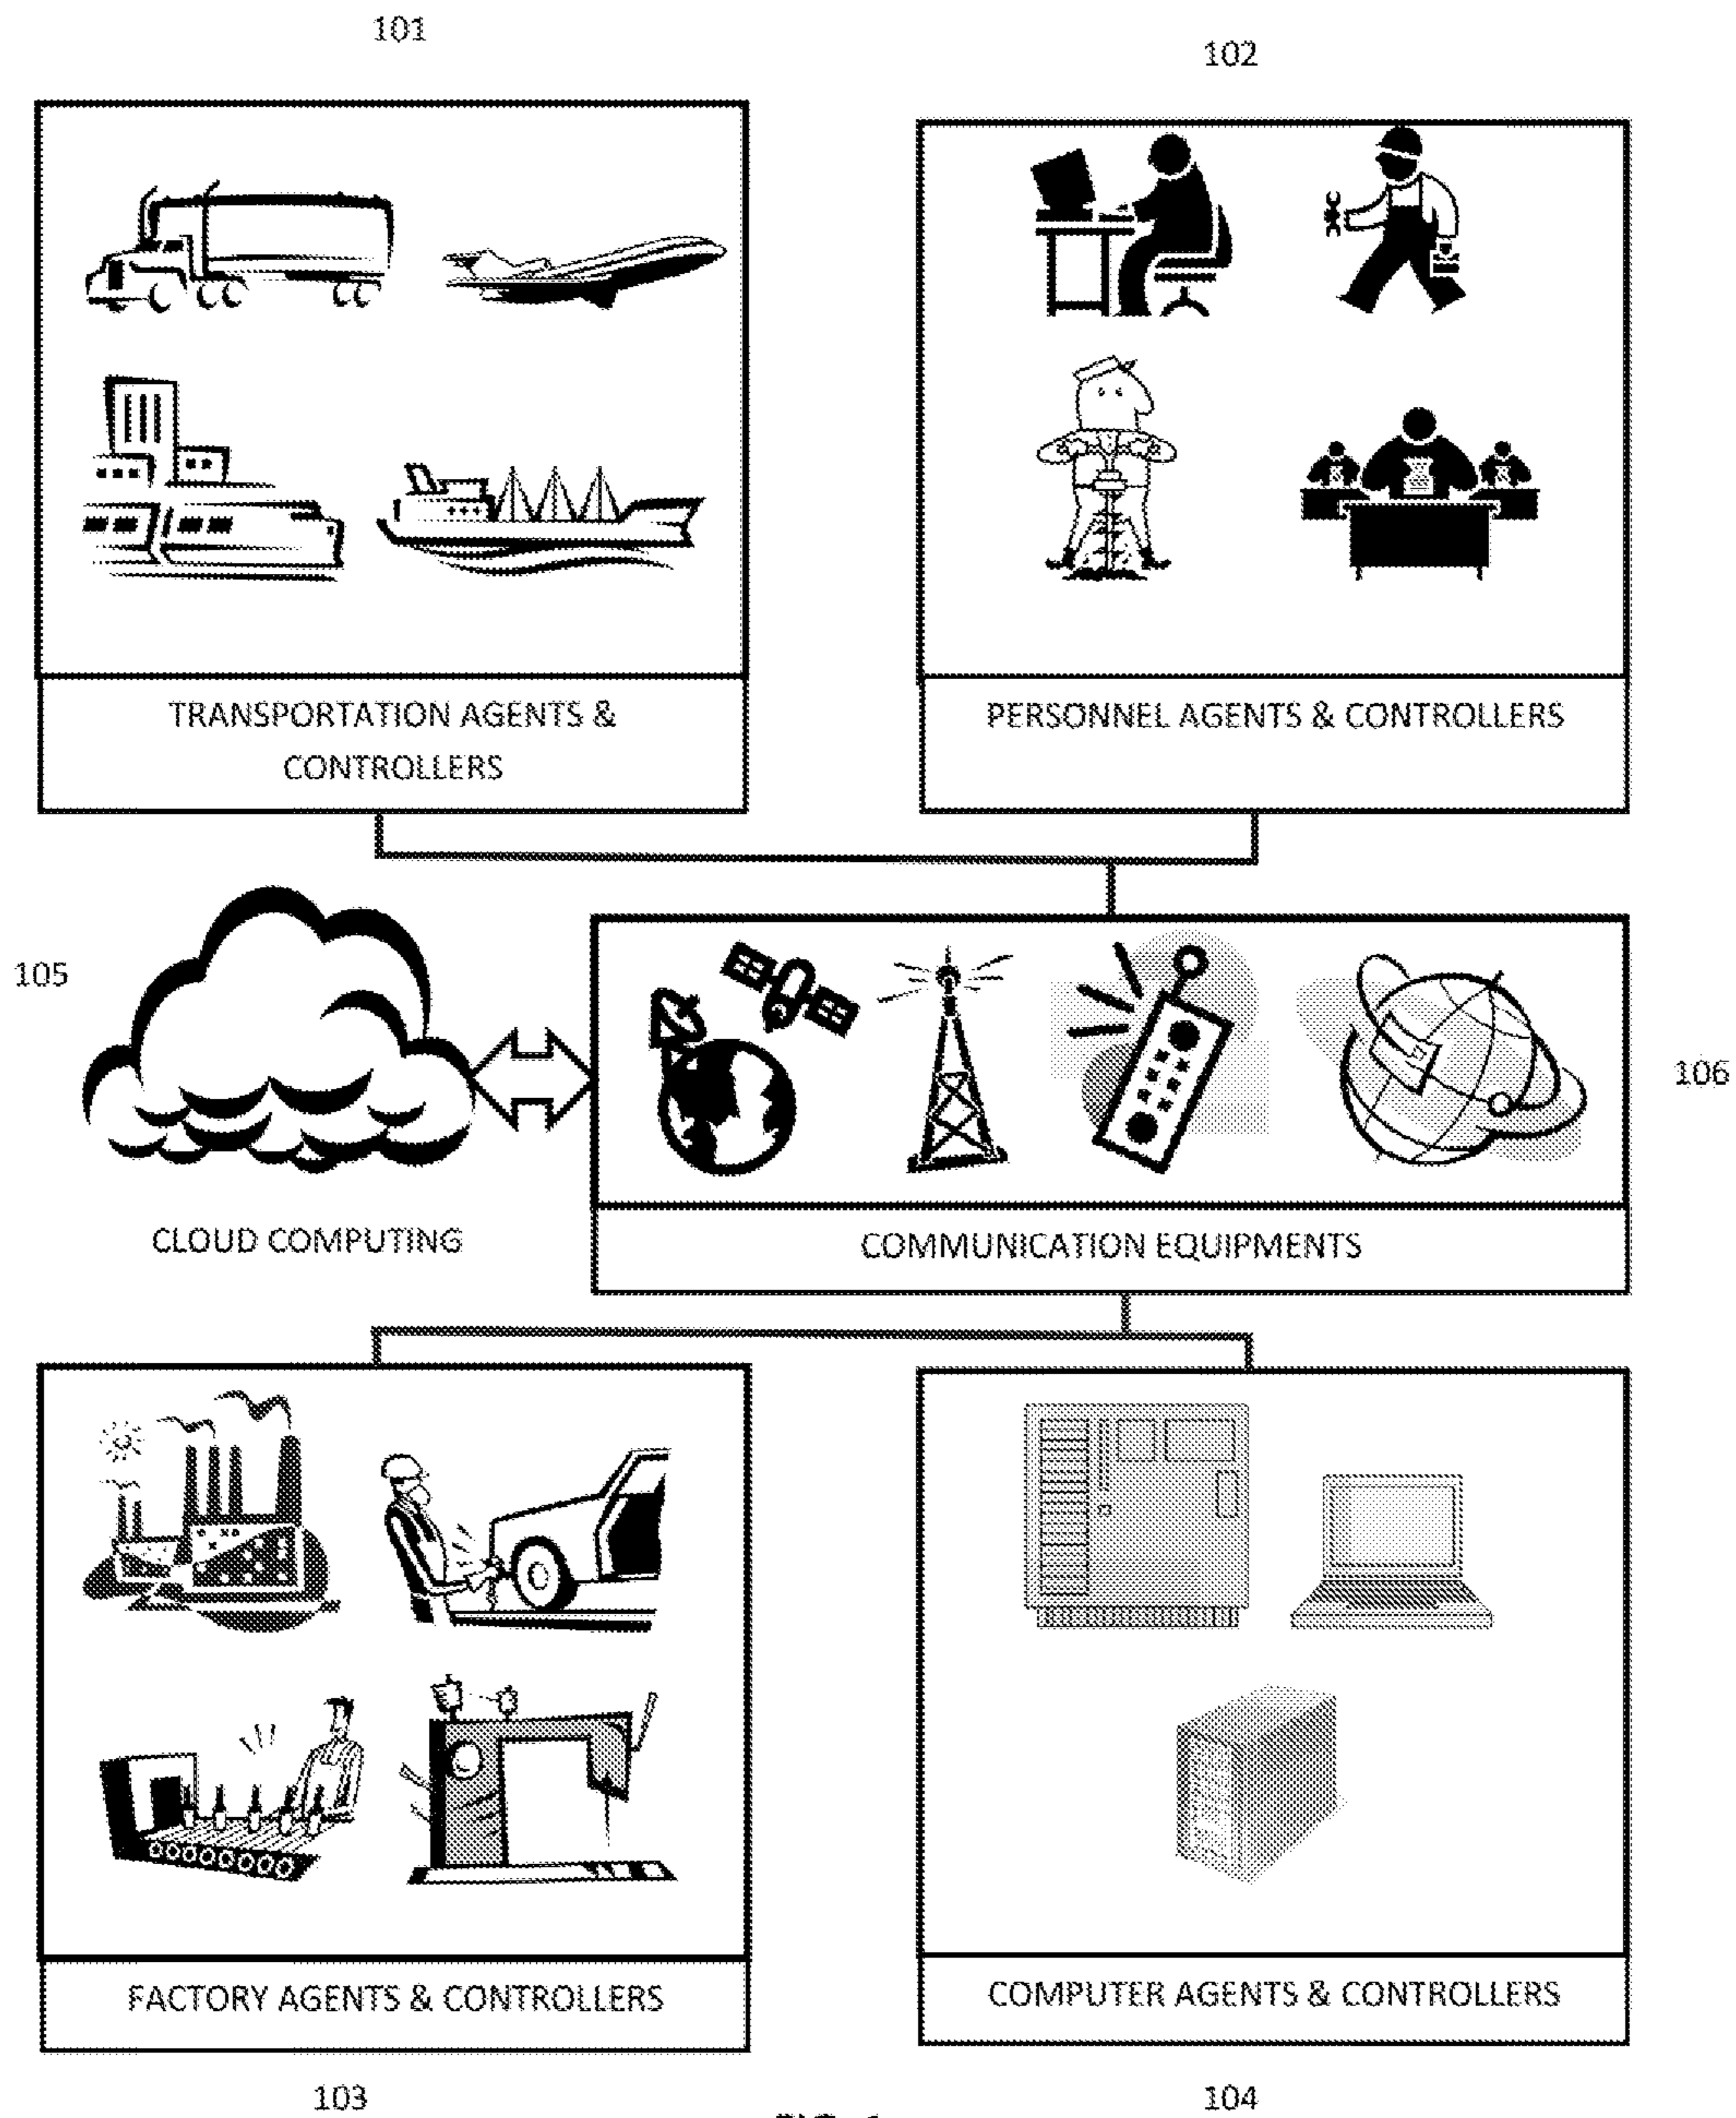 101
102
TRANSPORTATION AGENTS &
CONTROLLERS
PERSONNEL AGENTS & CONTROLLERS
105
106
CLOUD COMPUTING
COMMUNICATION EQUIPMENTS
FACTORY AGENTS & CONTROLLERS
COMPUTER AGENTS & CONTROLLERS
103
104